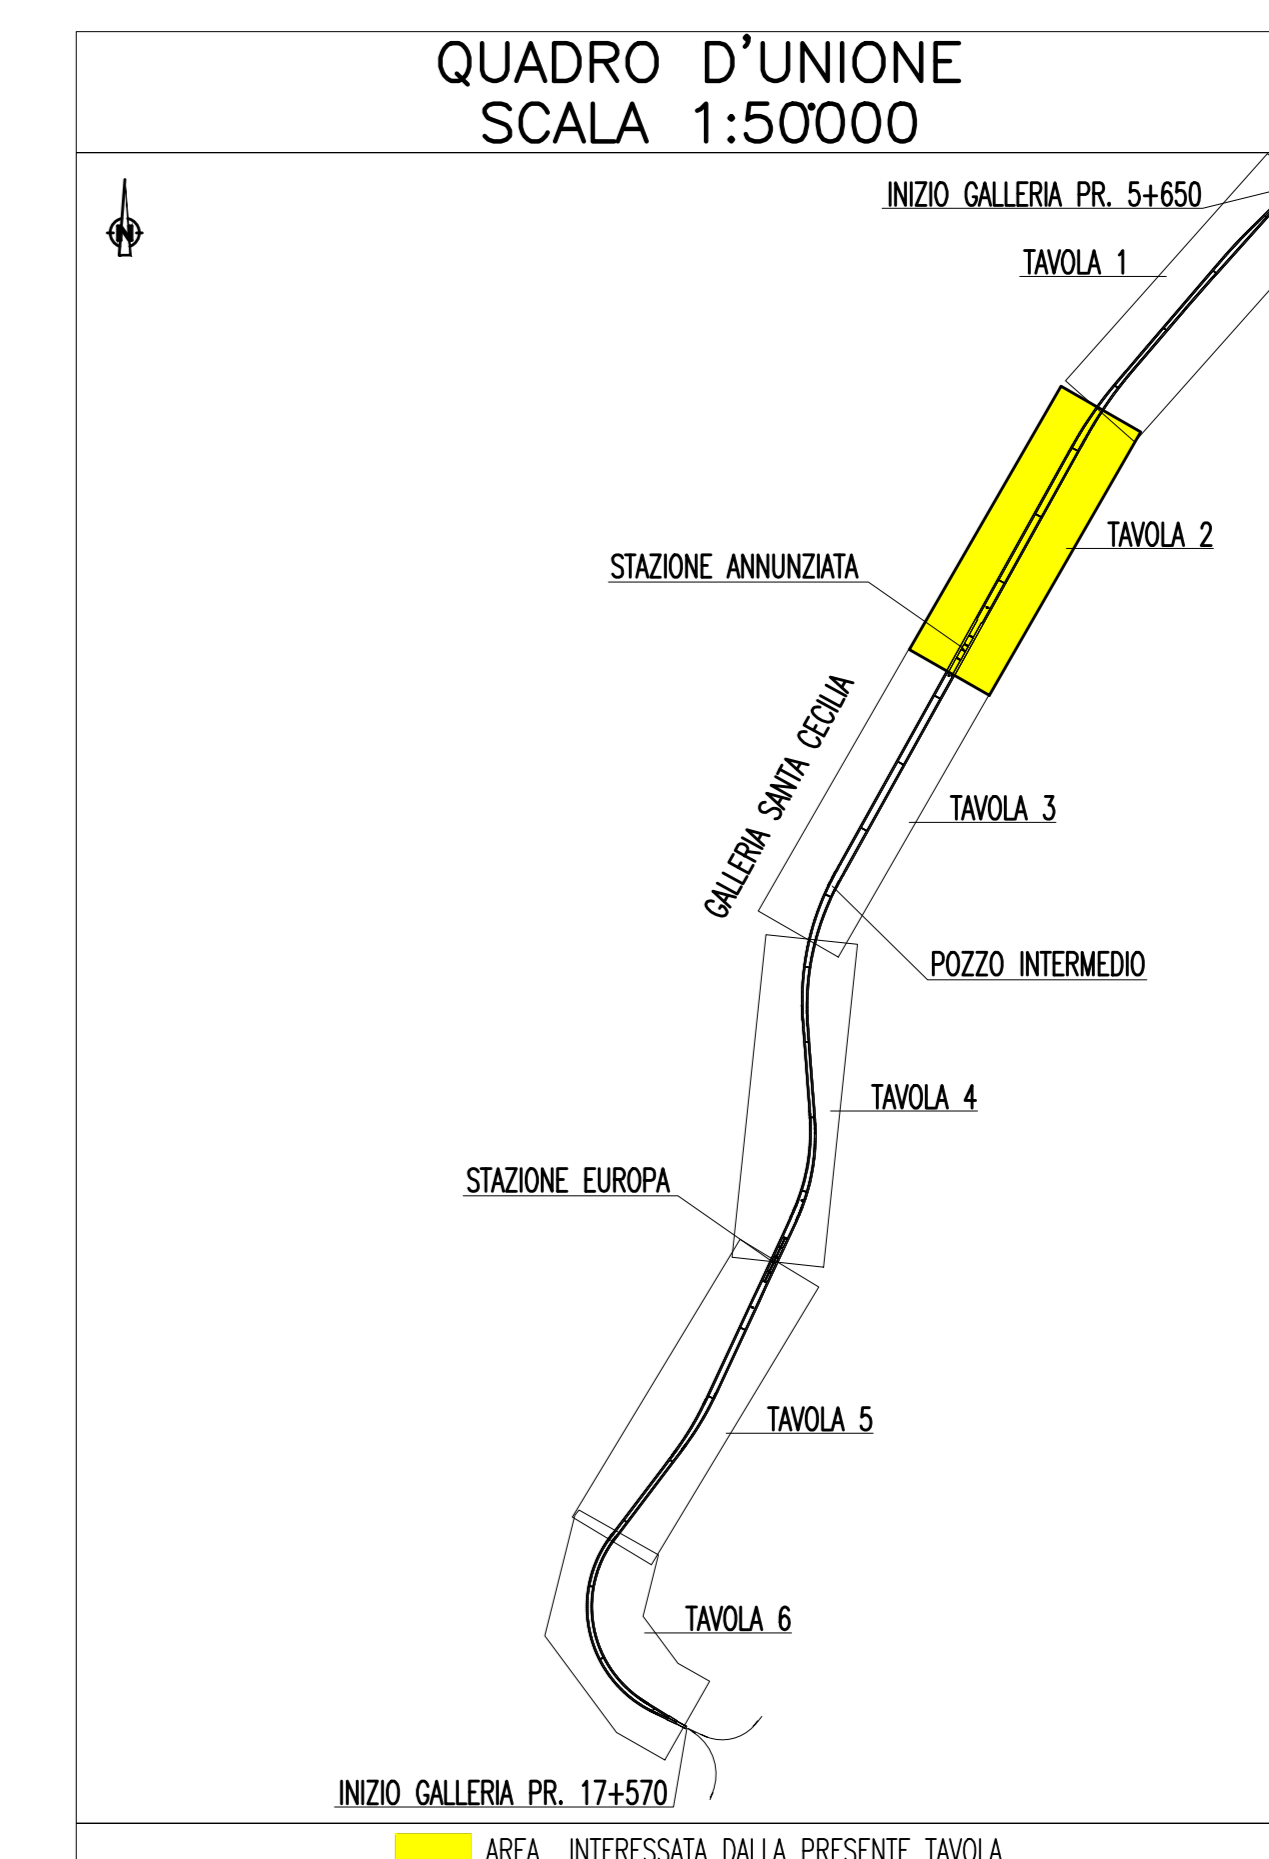 QUADRO D'UNIONE
SCALA 1:50'000
N
INIZIO GALLERIA PR. 5+650
TAVOLA 1
TAVOLA 2
STAZIONE ANNUNZIATA
GALLERIA SANTA CECILIA
TAVOLA 3
POZZO INTERMEDIO
TAVOLA 4
STAZIONE EUROPA
TAVOLA 5
TAVOLA 6
INIZIO GALLERIA PR. 17+570
AREA INTERESSATA DALLA PRESENTE TAVOLA